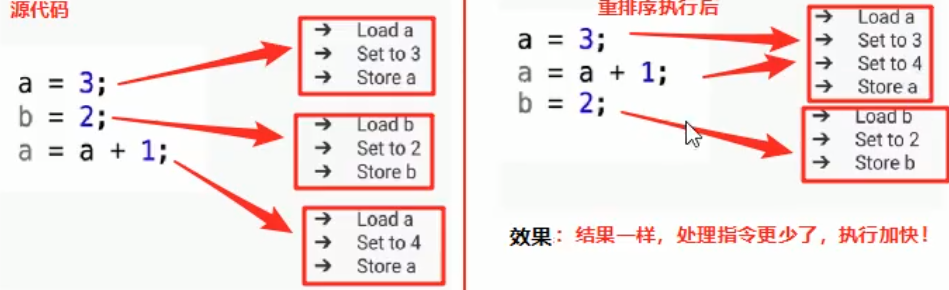 源代码
a = 3;
b = 2;
a = a + 1;
➔ Load a
➔ Set to 3
➔ Store a
➔ Load b
➔ Set to 2
➔ Store b
➔ Load a
➔ Set to 4
➔ Store a
重排序执行后
a = 3;
a = a + 1;
b = 2;
➔ Load a
➔ Set to 3
➔ Set to 4
➔ Store a
➔ Load b
➔ Set to 2
➔ Store b
效果：结果一样，处理指令更少了，执行加快！